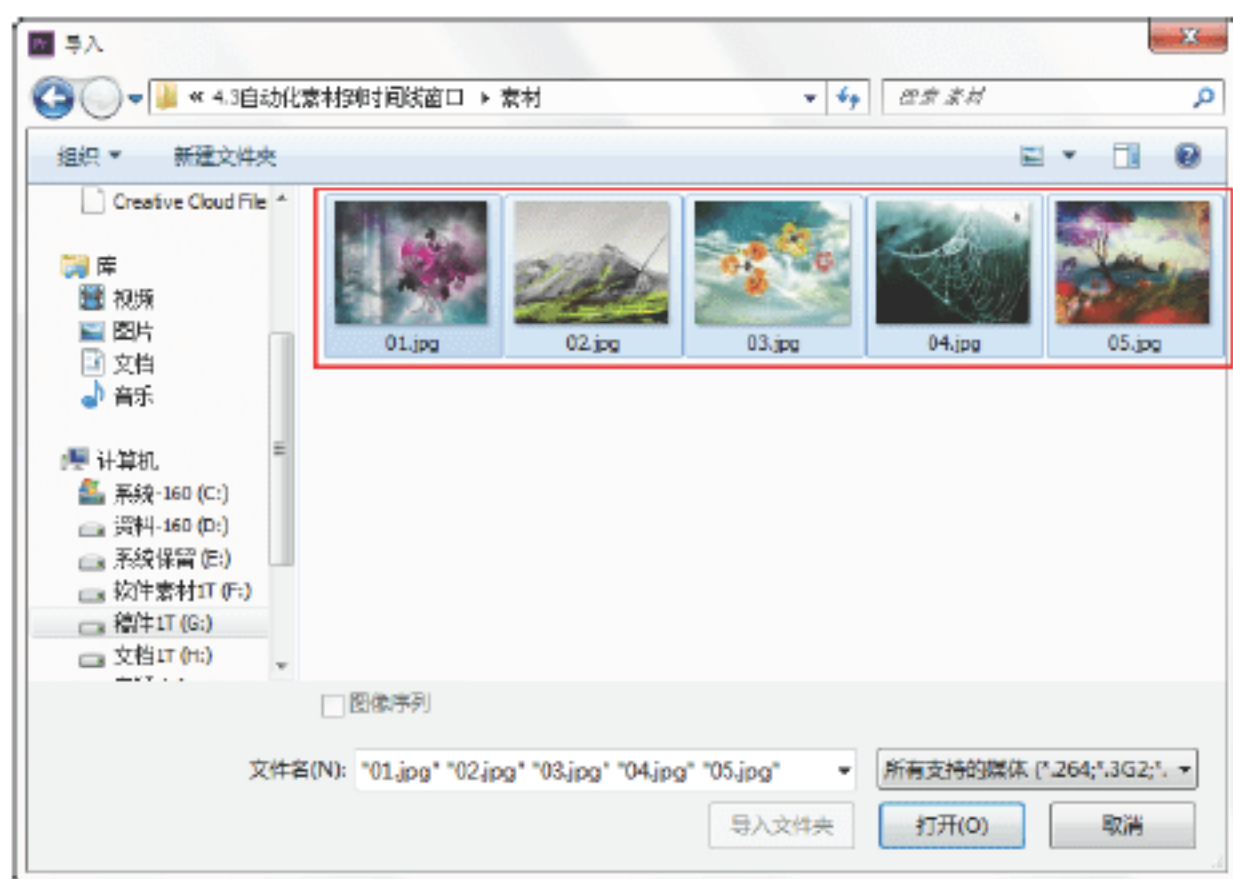 Pr 导入
« 4.3自动化素材到时间线窗口 ▸ 素材
搜索 素材
组织 新建文件夹
Creative Cloud File
库
视频
图片
文档
音乐
计算机
系统-160 (C:)
资料-160 (D:)
系统保留 (E:)
软件素材1T (F:)
稿件1T (G:)
文档1T (H:)
01.jpg 02.jpg 03.jpg 04.jpg 05.jpg
图像序列
文件名(N): "01.jpg" "02.jpg" "03.jpg" "04.jpg" "05.jpg" 所有支持的媒体 (*.264;*.3G2;*.
导入文件夹 打开(O) 取消